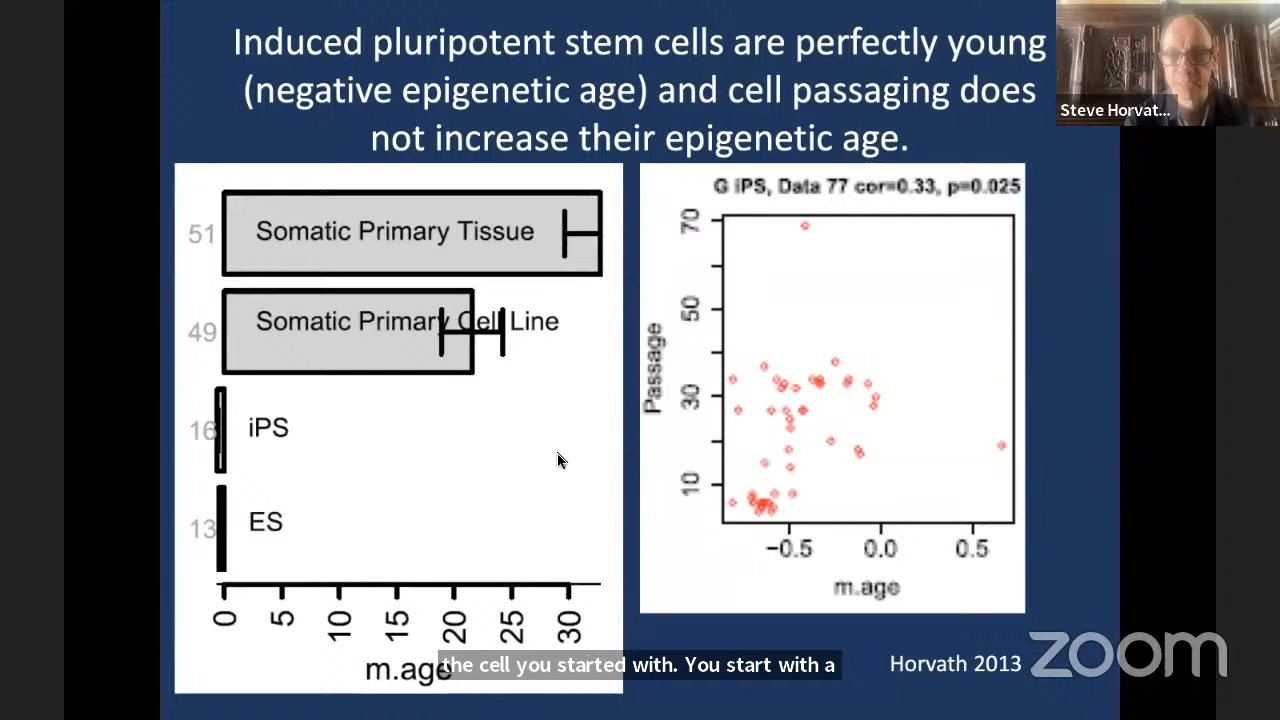 Induced pluripotent stem cells are perfectly young
(negative epigenetic age) and cell passaging does
not increase their epigenetic age.
Steve Horvat...
51
Somatic Primary Tissue
49
Somatic Primary Cell Line
16
iPS
13
ES
0 5 10 15 20 25 30
m.age
G iPS, Data 77 cor=0.33, p=0.025
Passage
70
50
30
10
−0.5 0.0 0.5
m.age
the cell you started with. You start with a
Horvath 2013
zoom